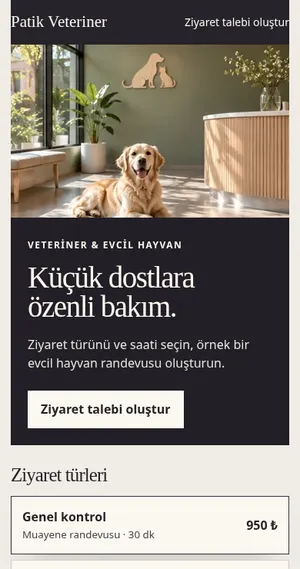 Patik Veteriner
Ziyaret talebi oluştur
VETERİNER & EVCİL HAYVAN
Küçük dostlara
özenli bakım.
Ziyaret türünü ve saati seçin, örnek bir
evcil hayvan randevusu oluşturun.
Ziyaret talebi oluştur
Ziyaret türleri
Genel kontrol
Muayene randevusu · 30 dk
950 ₺